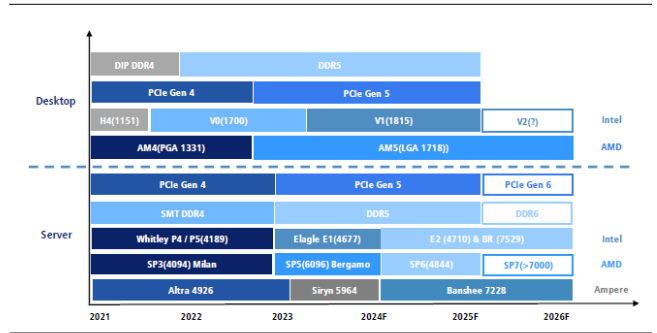 DIP DDR4 DDR5
PCIe Gen 4 PCIe Gen 5
Desktop
H4(1151) V0(1700) V1(1815) V2(?) Intel
AM4(PGA 1331) AM5(LGA 1718)) AMD
PCIe Gen 4 PCIe Gen 5 PCIe Gen 6
SMT DDR4 DDR5 DDR6
Server
Whitley P4 / P5(4189) Elagle E1(4677) E2 (4710) & BR (7529) Intel
SP3(4094) Milan SP5(6096) Bergamo SP6(4844) SP7(>7000) AMD
Altra 4926 Siryn 5964 Banshee 7228 Ampere
2021 2022 2023 2024F 2025F 2026F